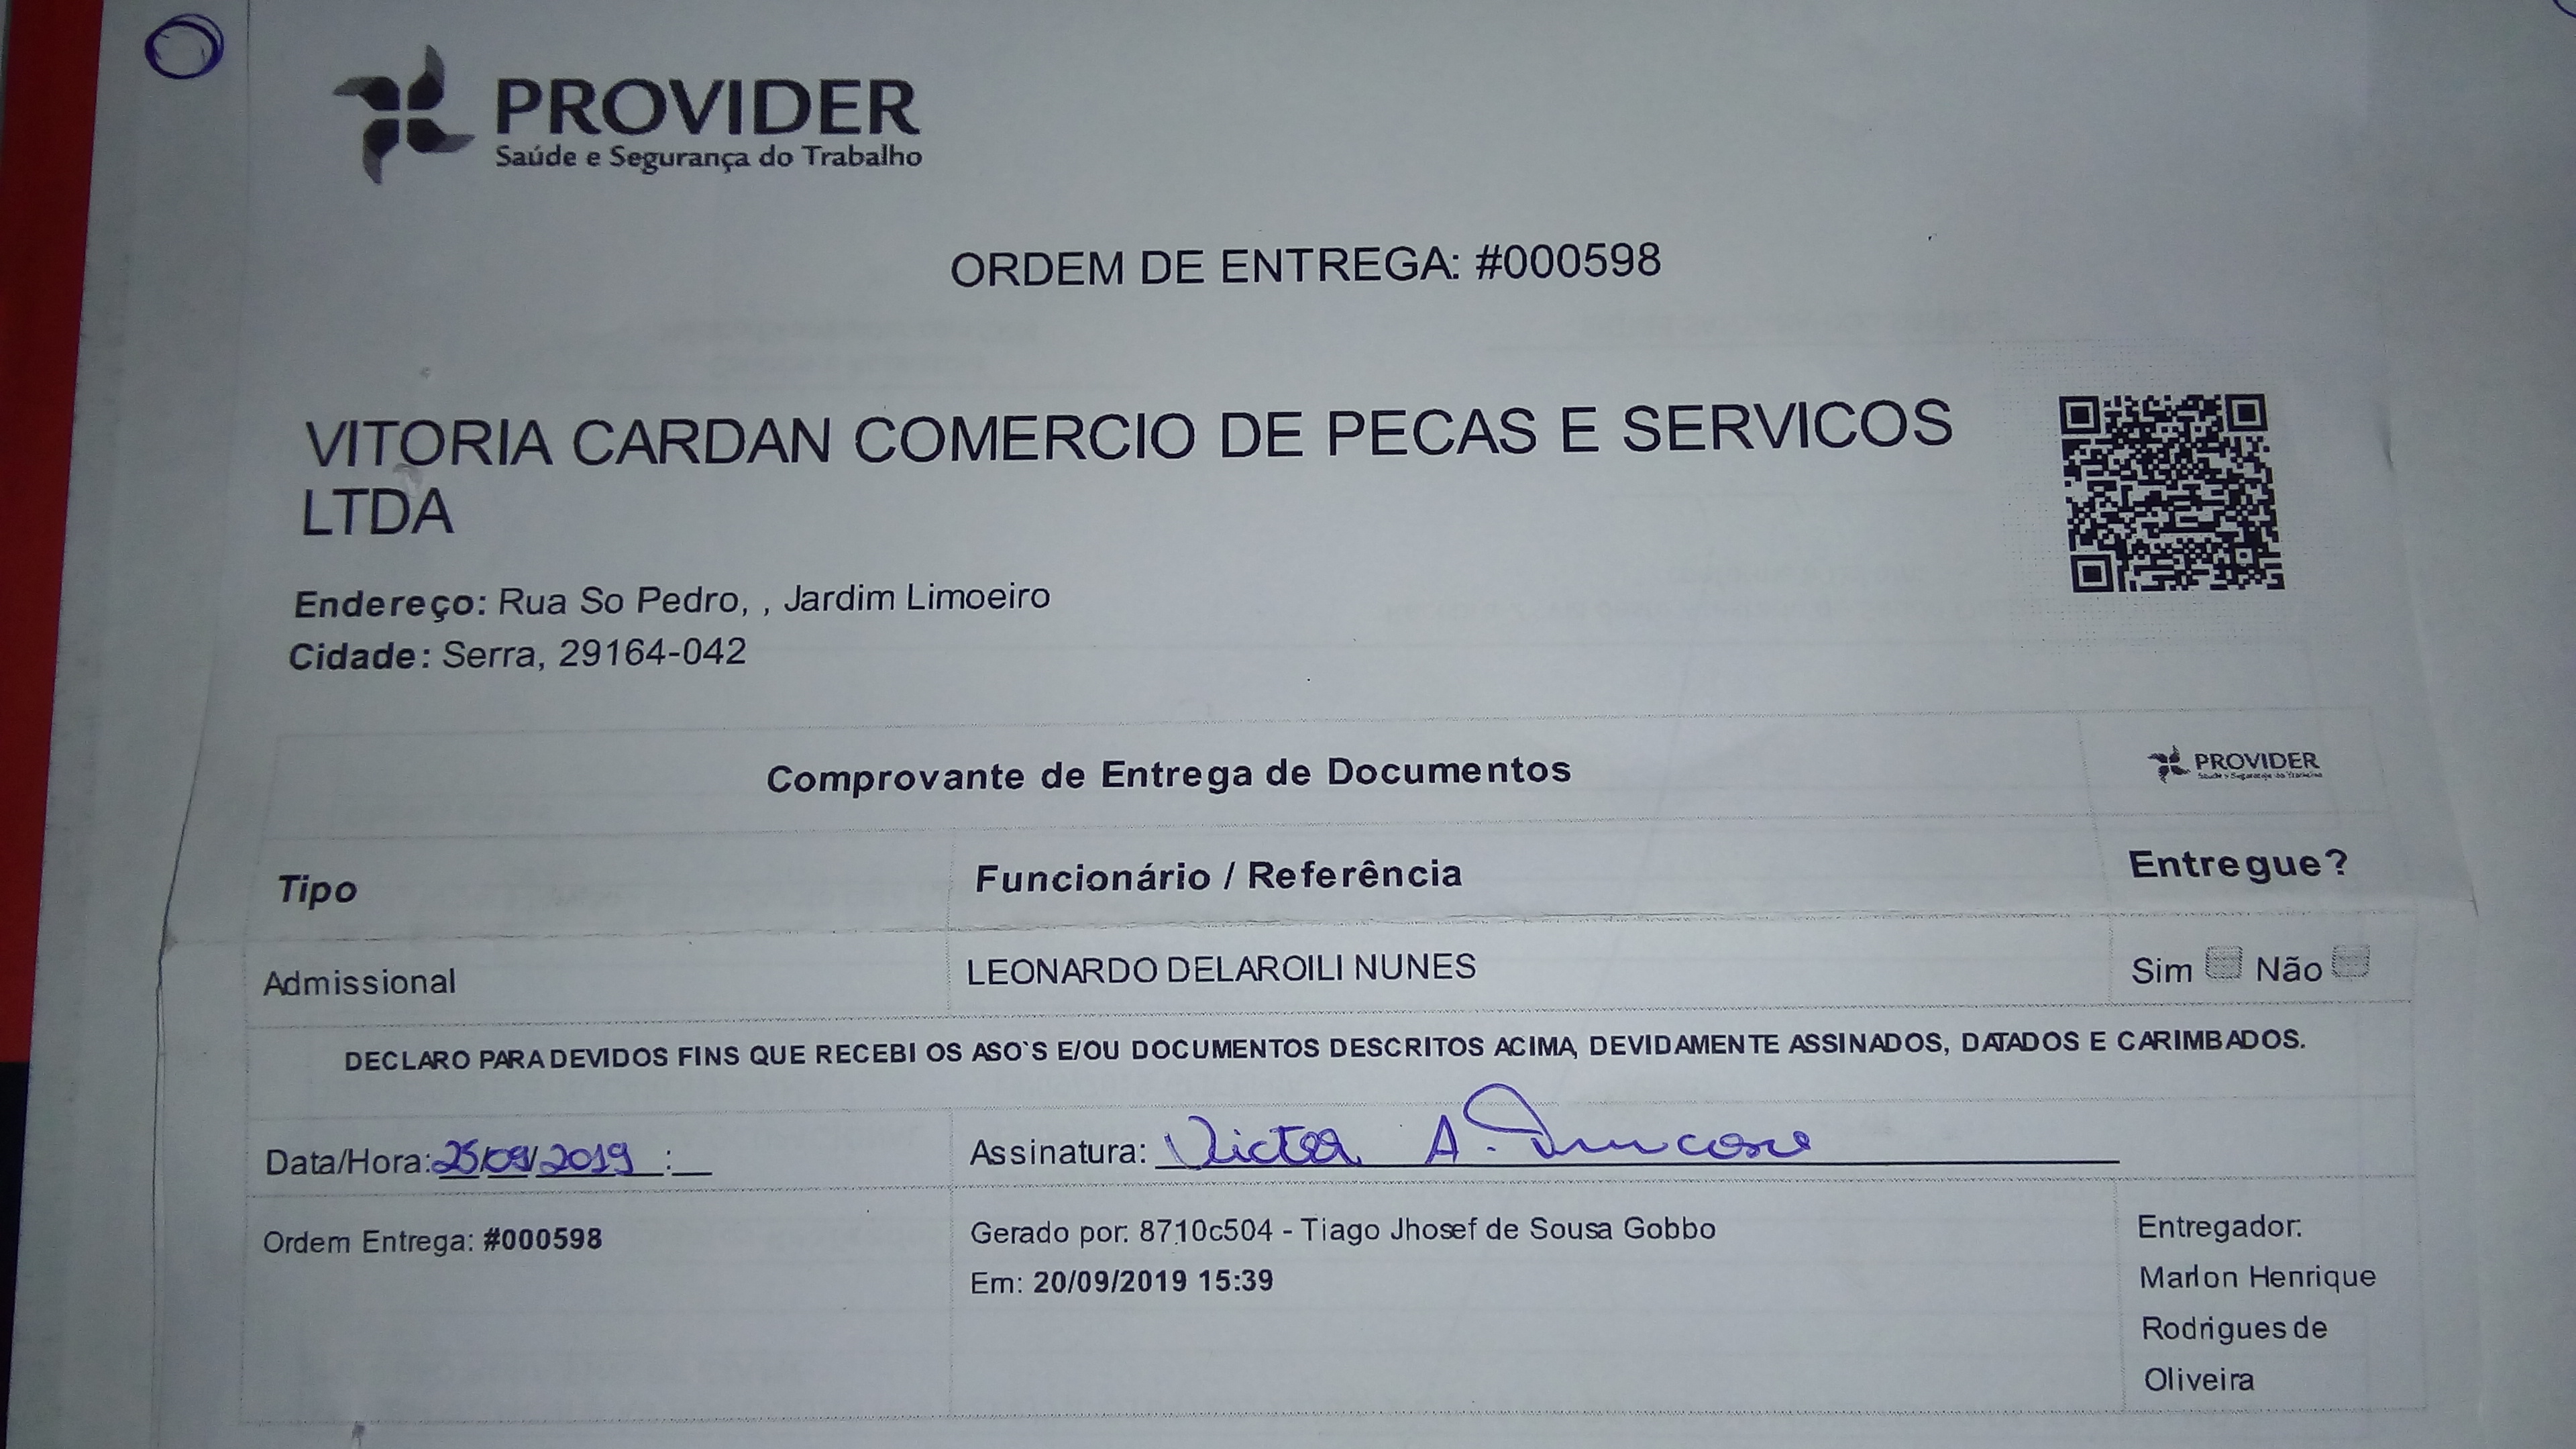 PROVIDER
Saúde e Segurança do Trabalho
ORDEM DE ENTREGA: #000598
VITORIA CARDAN COMERCIO DE PECAS E SERVICOS
LTDA
Endereço: Rua So Pedro, , Jardim Limoeiro
Cidade: Serra, 29164-042
Comprovante de Entrega de Documentos
PROVIDER
Saúde e Segurança do Trabalho
Tipo Funcionário / Referência Entregue?
Admissional LEONARDO DELAROILI NUNES Sim Não
DECLARO PARA DEVIDOS FINS QUE RECEBI OS ASO`S E/OU DOCUMENTOS DESCRITOS ACIMA, DEVIDAMENTE ASSINADOS, DATADOS E CARIMBADOS.
Data/Hora: 25/09/2019 : Assinatura: Victor A.
Ordem Entrega: #000598
Gerado por: 8710c504 - Tiago Jhosef de Sousa Gobbo
Em: 20/09/2019 15:39
Entregador:
Marlon Henrique
Rodrigues de
Oliveira